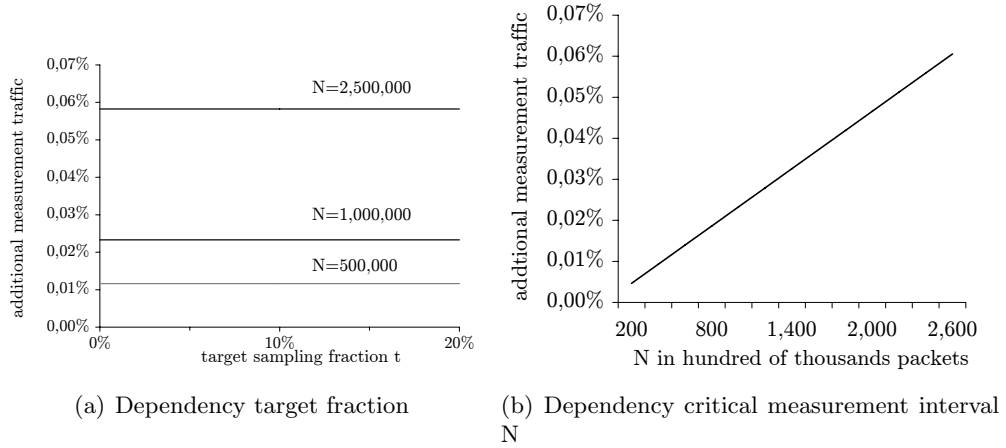 additional measurement traffic
0,07%
0,06%
0,05%
0,04%
0,03%
0,02%
0,01%
0,00%
N=2,500,000
N=1,000,000
N=500,000
0%
10%
20%
target sampling fraction t
(a) Dependency target fraction
addtional measurement traffic
0,07%
0,06%
0,05%
0,04%
0,03%
0,02%
0,01%
0,00%
200
800
1,400
2,000
2,600
N in hundred of thousands packets
(b) Dependency critical measurement interval
N